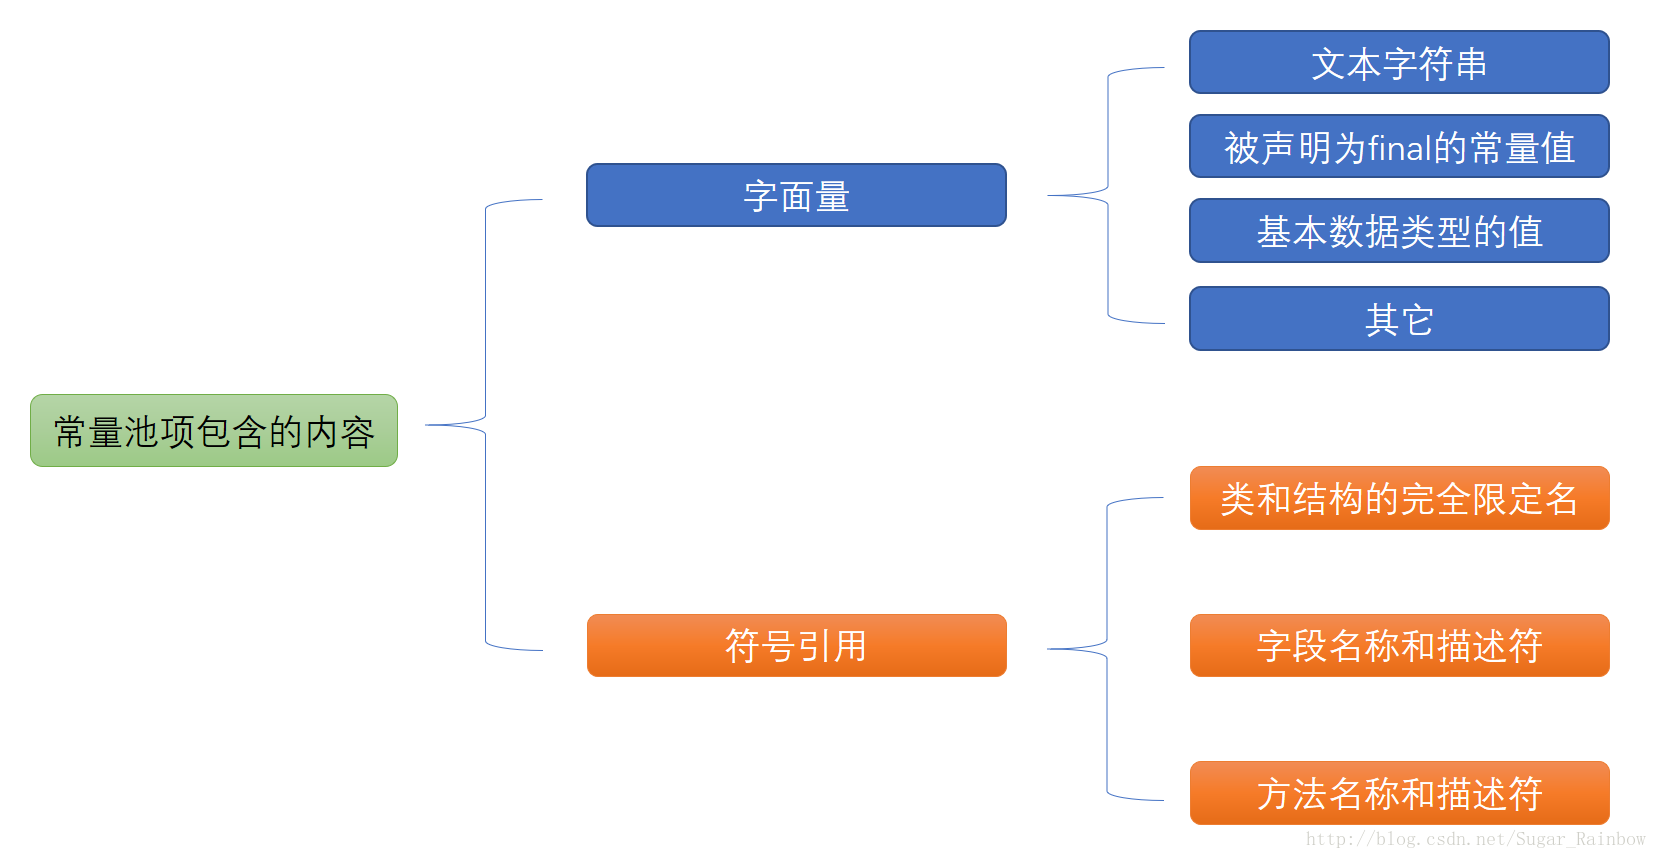 常量池项包含的内容
字面量
文本字符串
被声明为final的常量值
基本数据类型的值
其它
符号引用
类和结构的完全限定名
字段名称和描述符
方法名称和描述符
http://blog.csdn.net/Sugar_Rainbow